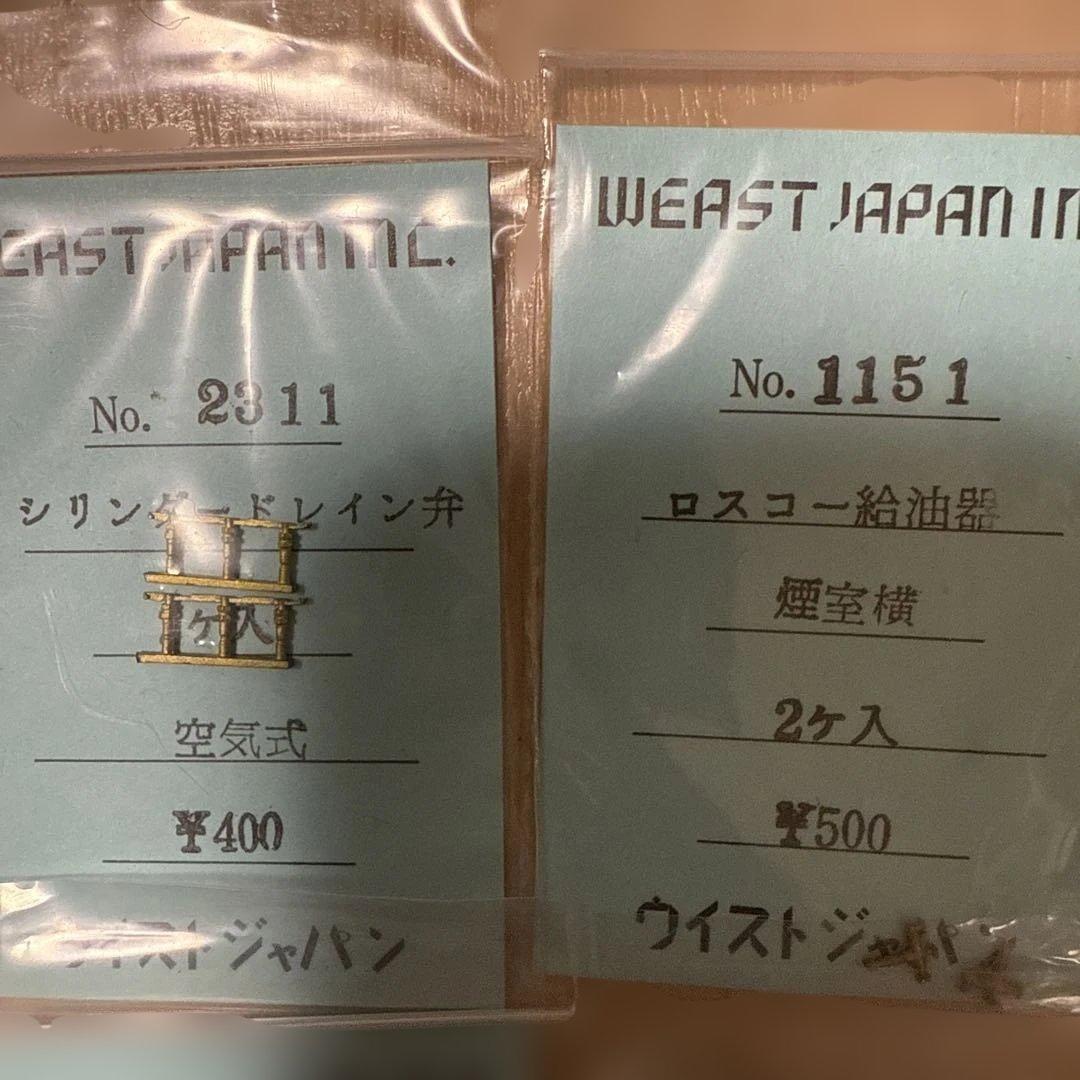 EAST JAPAN INC.
No. 2311
シリンダードレイン弁
ケ入
空気式
¥400
イストジャパン
WEAST JAPAN IN
No. 1151
ロスコー給油器
煙室横
2ケ入
¥500
ウイストジャパン